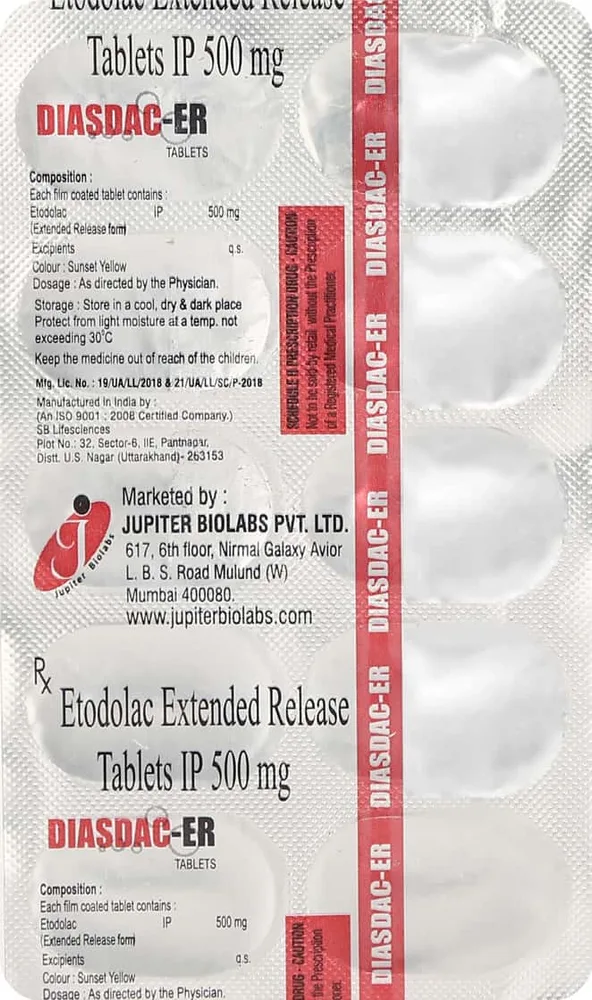 Etodolac Extended Release
Tablets IP 500 mg
DIASDAC-ER
TABLETS
Composition :
Each film coated tablet contains :
Etodolac IP 500 mg
(Extended Release form)
Excipients q.s.
Colour : Sunset Yellow
Dosage : As directed by the Physician.
Storage : Store in a cool, dry & dark place
Protect from light moisture at a temp. not
exceeding 30°C
Keep the medicine out of reach of the children.
Mfg. Lic. No. : 19/UA/LL/2018 & 21/UA/LL/SC/P-2018
Manufactured In India by :
(An ISO 9001 : 2008 Certified Company.)
SB Lifesciences
Plot No.: 32, Sector-6, IIE, Pantnagar,
Distt. U.S. Nagar (Uttarakhand)- 263153
SCHEDULE H PRESCRIPTION DRUG - CAUTION
Not to be sold by retail without the Prescription
of a Registered Medical Practitioner.
J
Jupiter Biolabs
Marketed by :
JUPITER BIOLABS PVT. LTD.
617, 6th floor, Nirmal Galaxy Avior
L. B. S. Road Mulund (W)
Mumbai 400080.
www.jupiterbiolabs.com
Rx
Etodolac Extended Release
Tablets IP 500 mg
DIASDAC-ER
TABLETS
Composition :
Each film coated tablet contains :
Etodolac IP 500 mg
(Extended Release form)
Excipients q.s.
Colour : Sunset Yellow
Dosage : As directed by the Physician.
DRUG - CAUTION
the Prescription
DIASDA
DIASDAC-ER
DIASDAC-ER
DIASDAC-ER
DIASDAC-ER
DIASDAC-ER